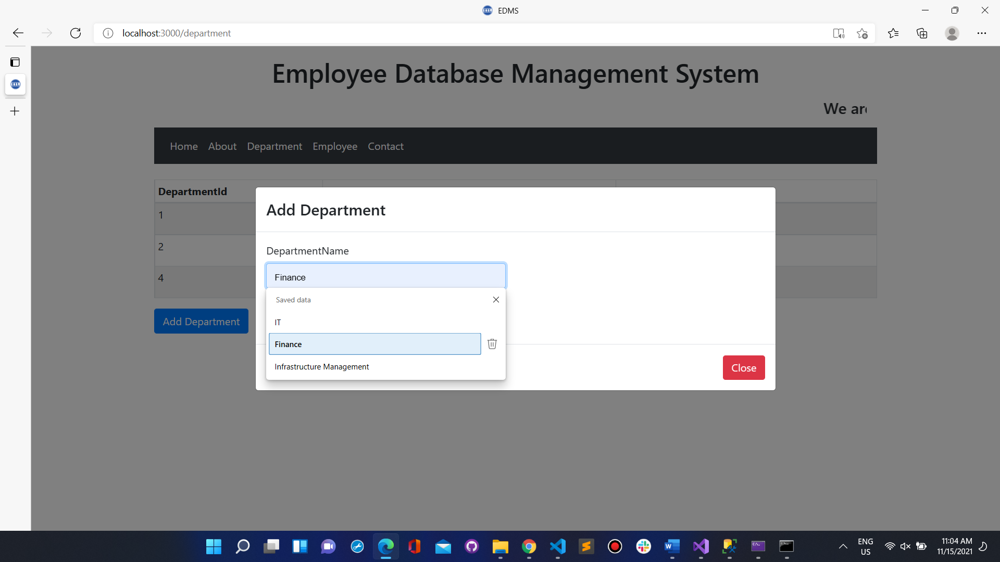 EDMS
localhost:3000/department
Employee Database Management System
We are
Home About Department Employee Contact
DepartmentId
1
2
4
Add Department
Add Department
DepartmentName
Finance
Saved data
IT
Finance
Infrastructure Management
Close
ENG
US
11:04 AM
11/15/2021